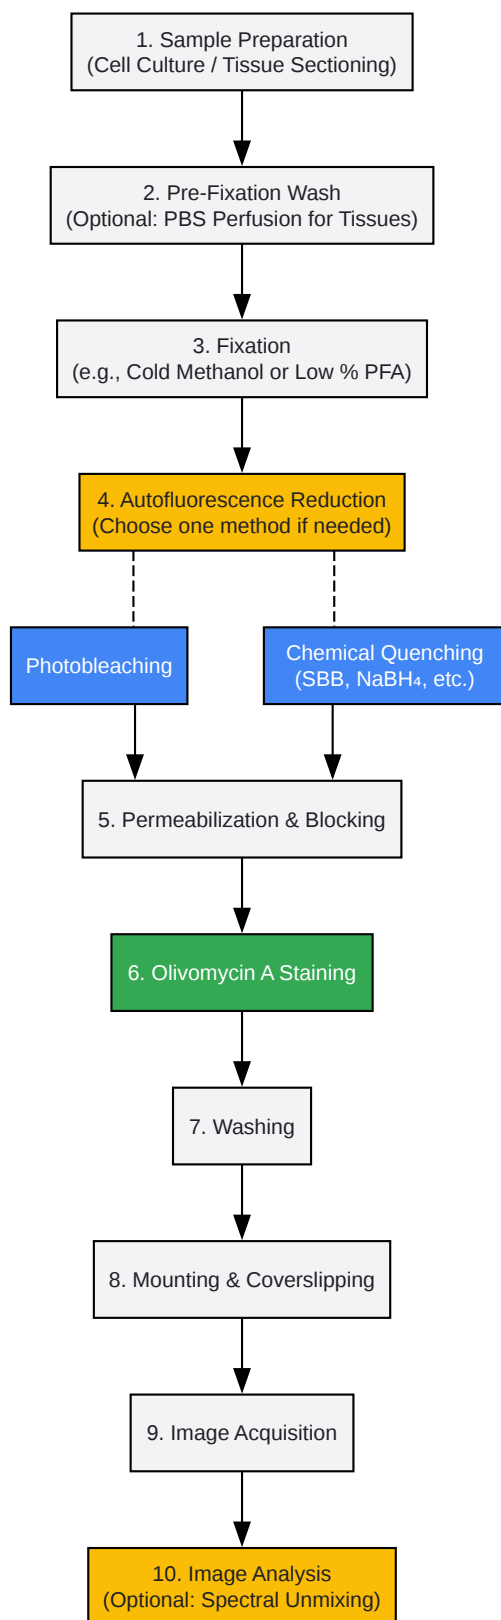 1. Sample Preparation
(Cell Culture / Tissue Sectioning)
2. Pre-Fixation Wash
(Optional: PBS Perfusion for Tissues)
3. Fixation
(e.g., Cold Methanol or Low % PFA)
4. Autofluorescence Reduction
(Choose one method if needed)
Photobleaching
Chemical Quenching
(SBB, NaBH₄, etc.)
5. Permeabilization & Blocking
6. Olivomycin A Staining
7. Washing
8. Mounting & Coverslipping
9. Image Acquisition
10. Image Analysis
(Optional: Spectral Unmixing)